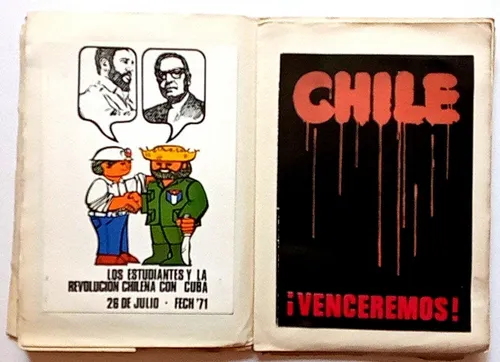 LOS ESTUDIANTES Y LA
REVOLUCION CHILENA CON CUBA
26 DE JULIO - FECH '71
CHILE
¡VENCEREMOS!